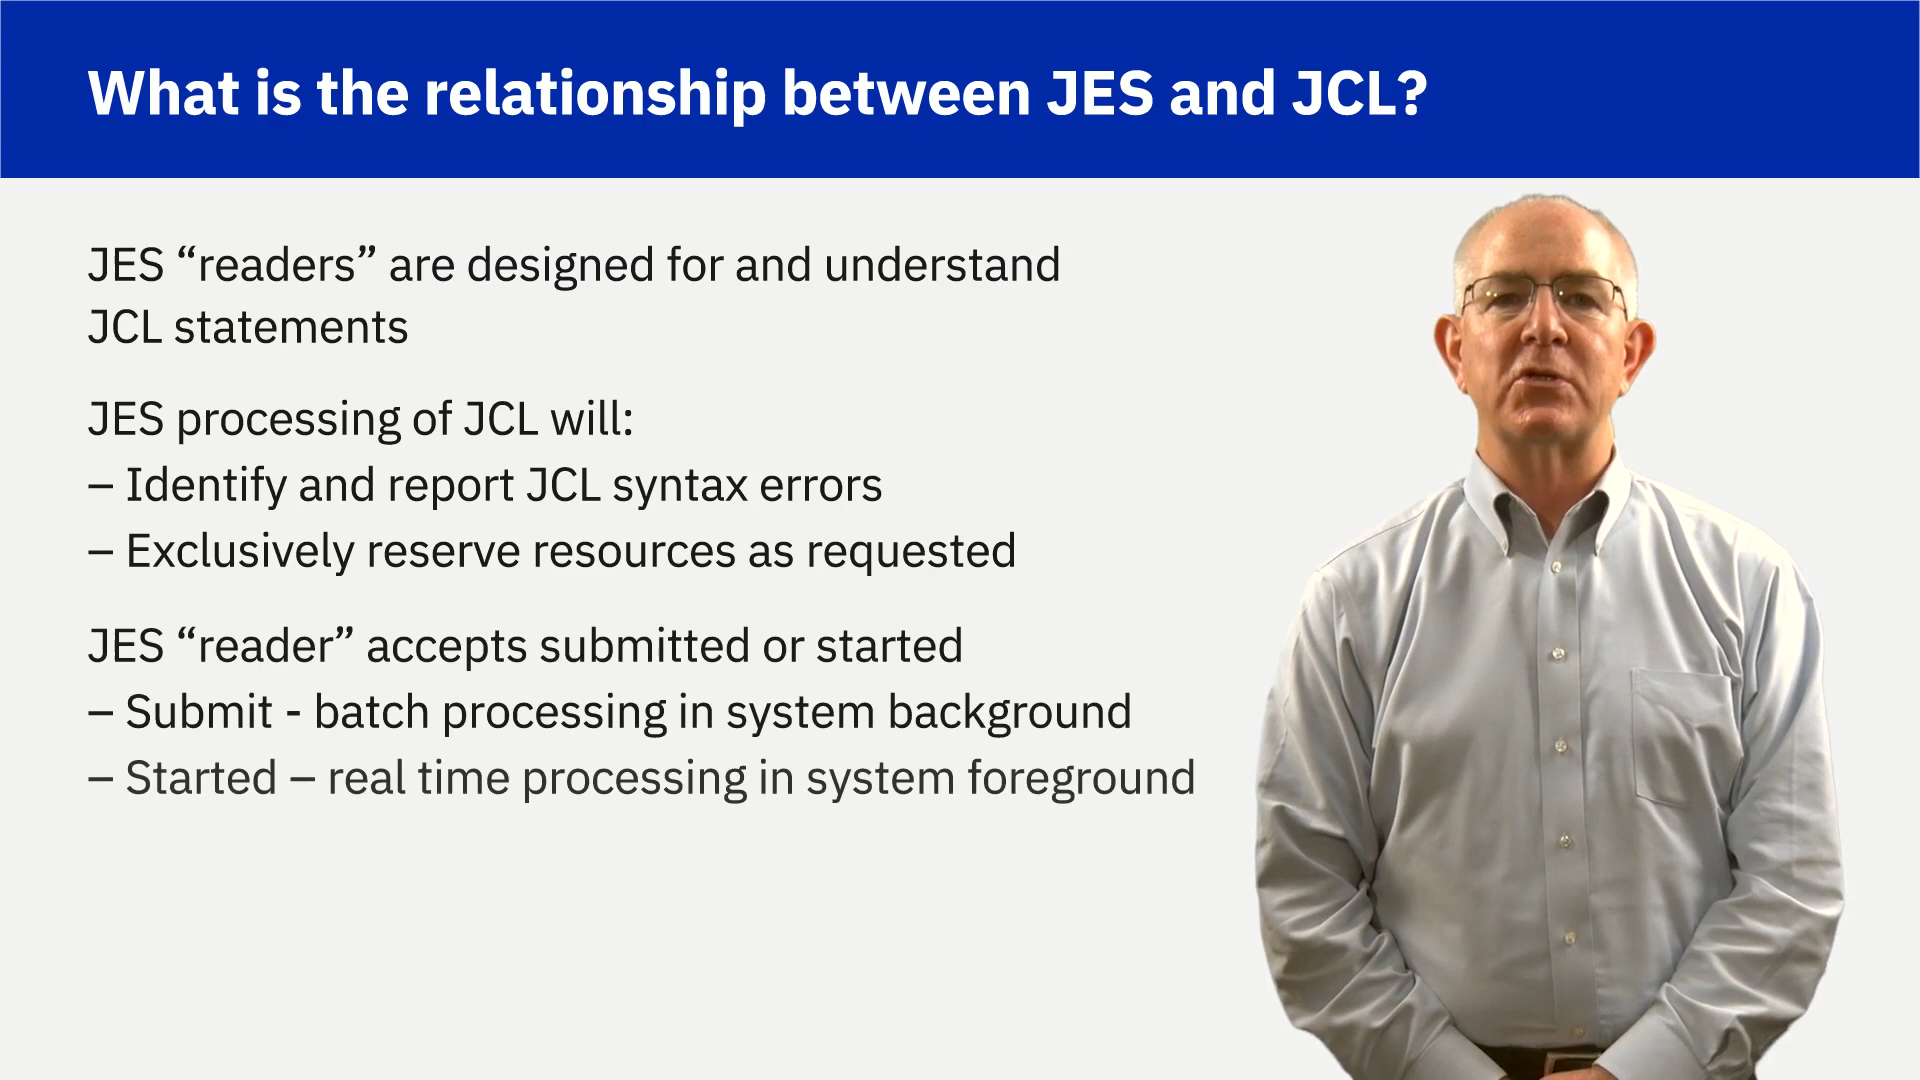 What is the relationship between JES and JCL?
JES “readers” are designed for and understand
JCL statements
JES processing of JCL will:
– Identify and report JCL syntax errors
– Exclusively reserve resources as requested
JES “reader” accepts submitted or started
– Submit - batch processing in system background
– Started – real time processing in system foreground